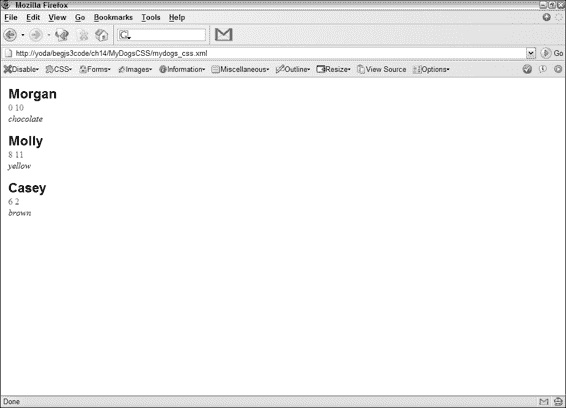 Mozilla Firefox
File Edit View Go Bookmarks Tools Help
G
http://yoda/begjs3code/ch14/MyDogsCSS/mydogs_css.xml Go
Disable CSS Forms Images Information Miscellaneous Outline Resize View Source Options
Morgan
0 10
chocolate
Molly
8 11
yellow
Casey
6 2
brown
Done